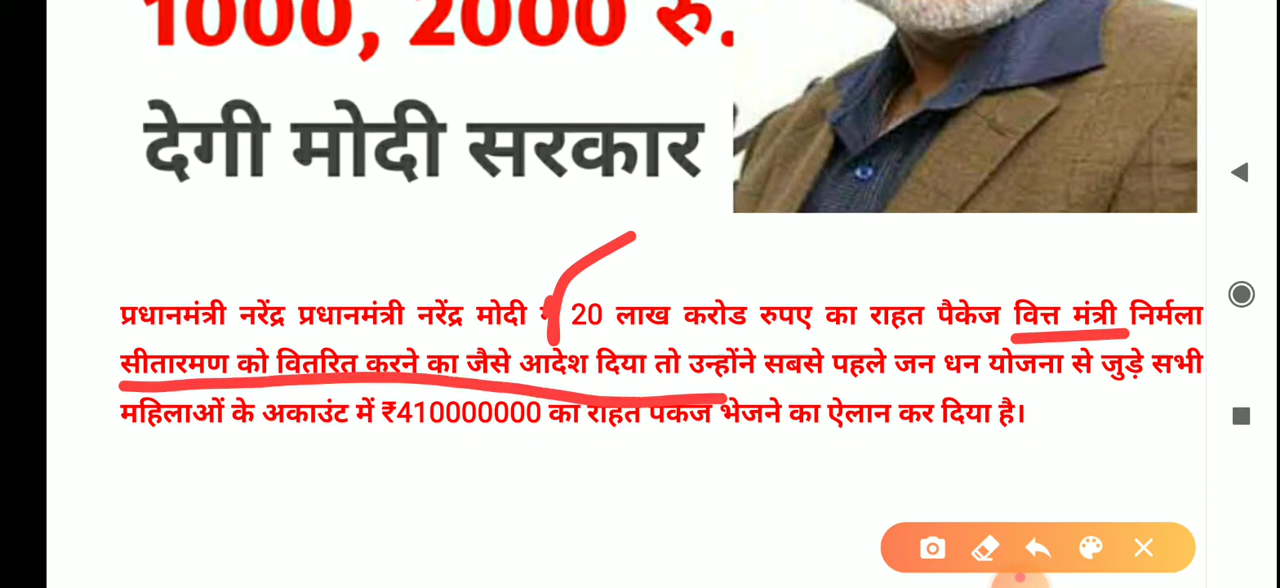 1000, 2000 रु.
देगी मोदी सरकार
प्रधानमंत्री नरेंद्र प्रधानमंत्री नरेंद्र मोदी 20 लाख करोड रुपए का राहत पैकेज वित्त मंत्री निर्मला
सीतारमण को वितरित करने का जैसे आदेश दिया तो उन्होंने सबसे पहले जन धन योजना से जुड़े सभी
महिलाओं के अकाउंट में ₹410000000 का राहत पैकेज भेजने का ऐलान कर दिया है।